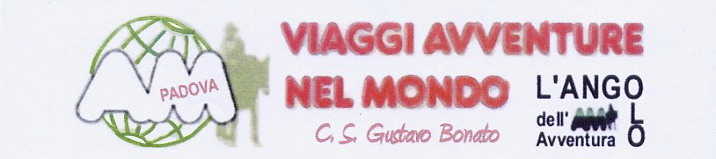 PADOVA
VIAGGI AVVENTURE
NEL MONDO
C. S. Gustavo Bonato
L'ANGOLO
dell'
Avventura